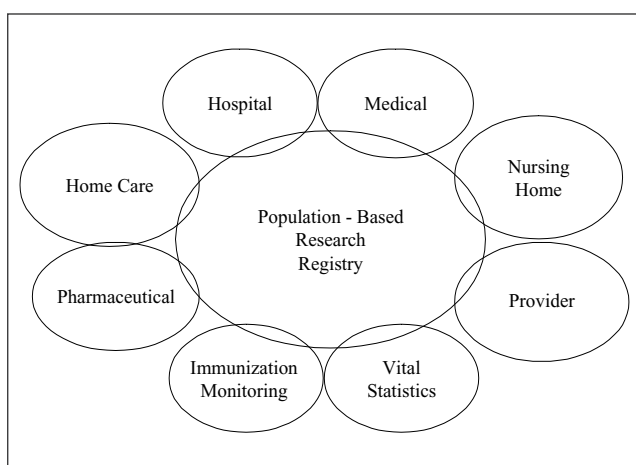 Hospital
Medical
Home Care
Nursing
Home
Population - Based
Research
Registry
Pharmaceutical
Provider
Immunization
Monitoring
Vital
Statistics